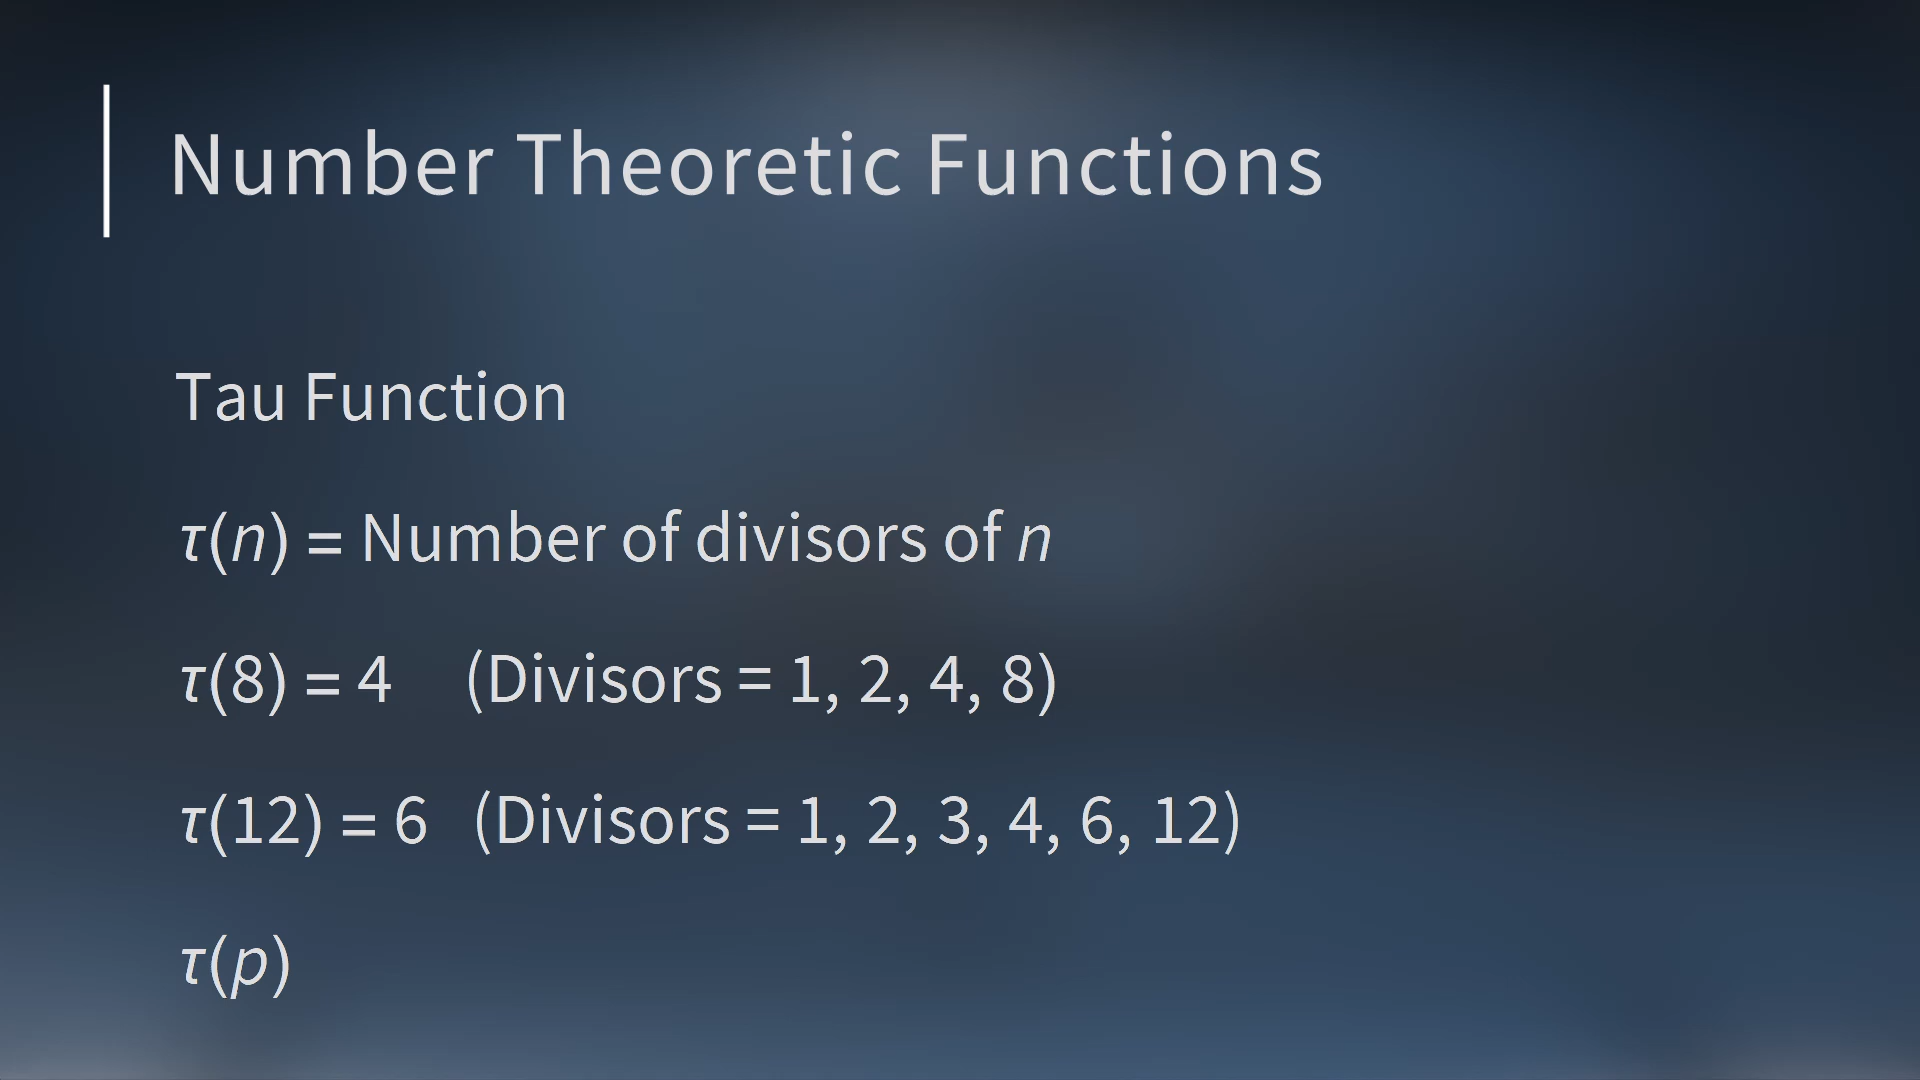 Number Theoretic Functions
Tau Function
τ(n) = Number of divisors of n
τ(8) = 4 (Divisors = 1, 2, 4, 8)
τ(12) = 6 (Divisors = 1, 2, 3, 4, 6, 12)
τ(p)